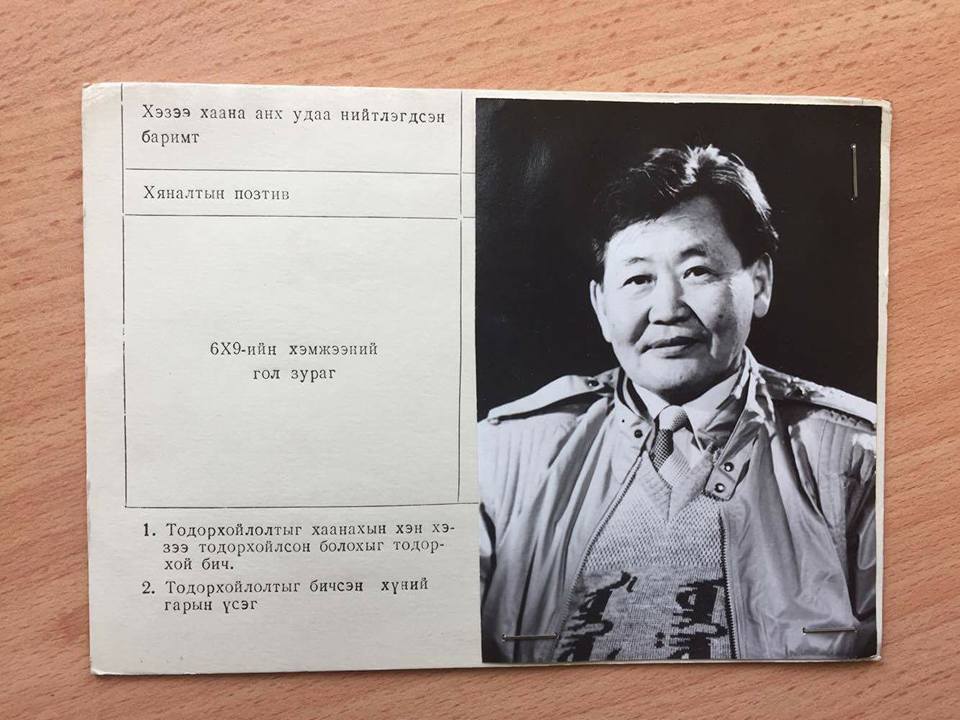 Хэзээ хаана анх удаа нийтлэгдсэн
баримт
Хяналтын позтив
6Х9-ийн хэмжээний
гол зураг
1. Тодорхойлолтыг хаанахын хэн хэ-
зээ тодорхойлсон болохыг тодор-
хой бич.
2. Тодорхойлолтыг бичсэн хүний
гарын үсэг